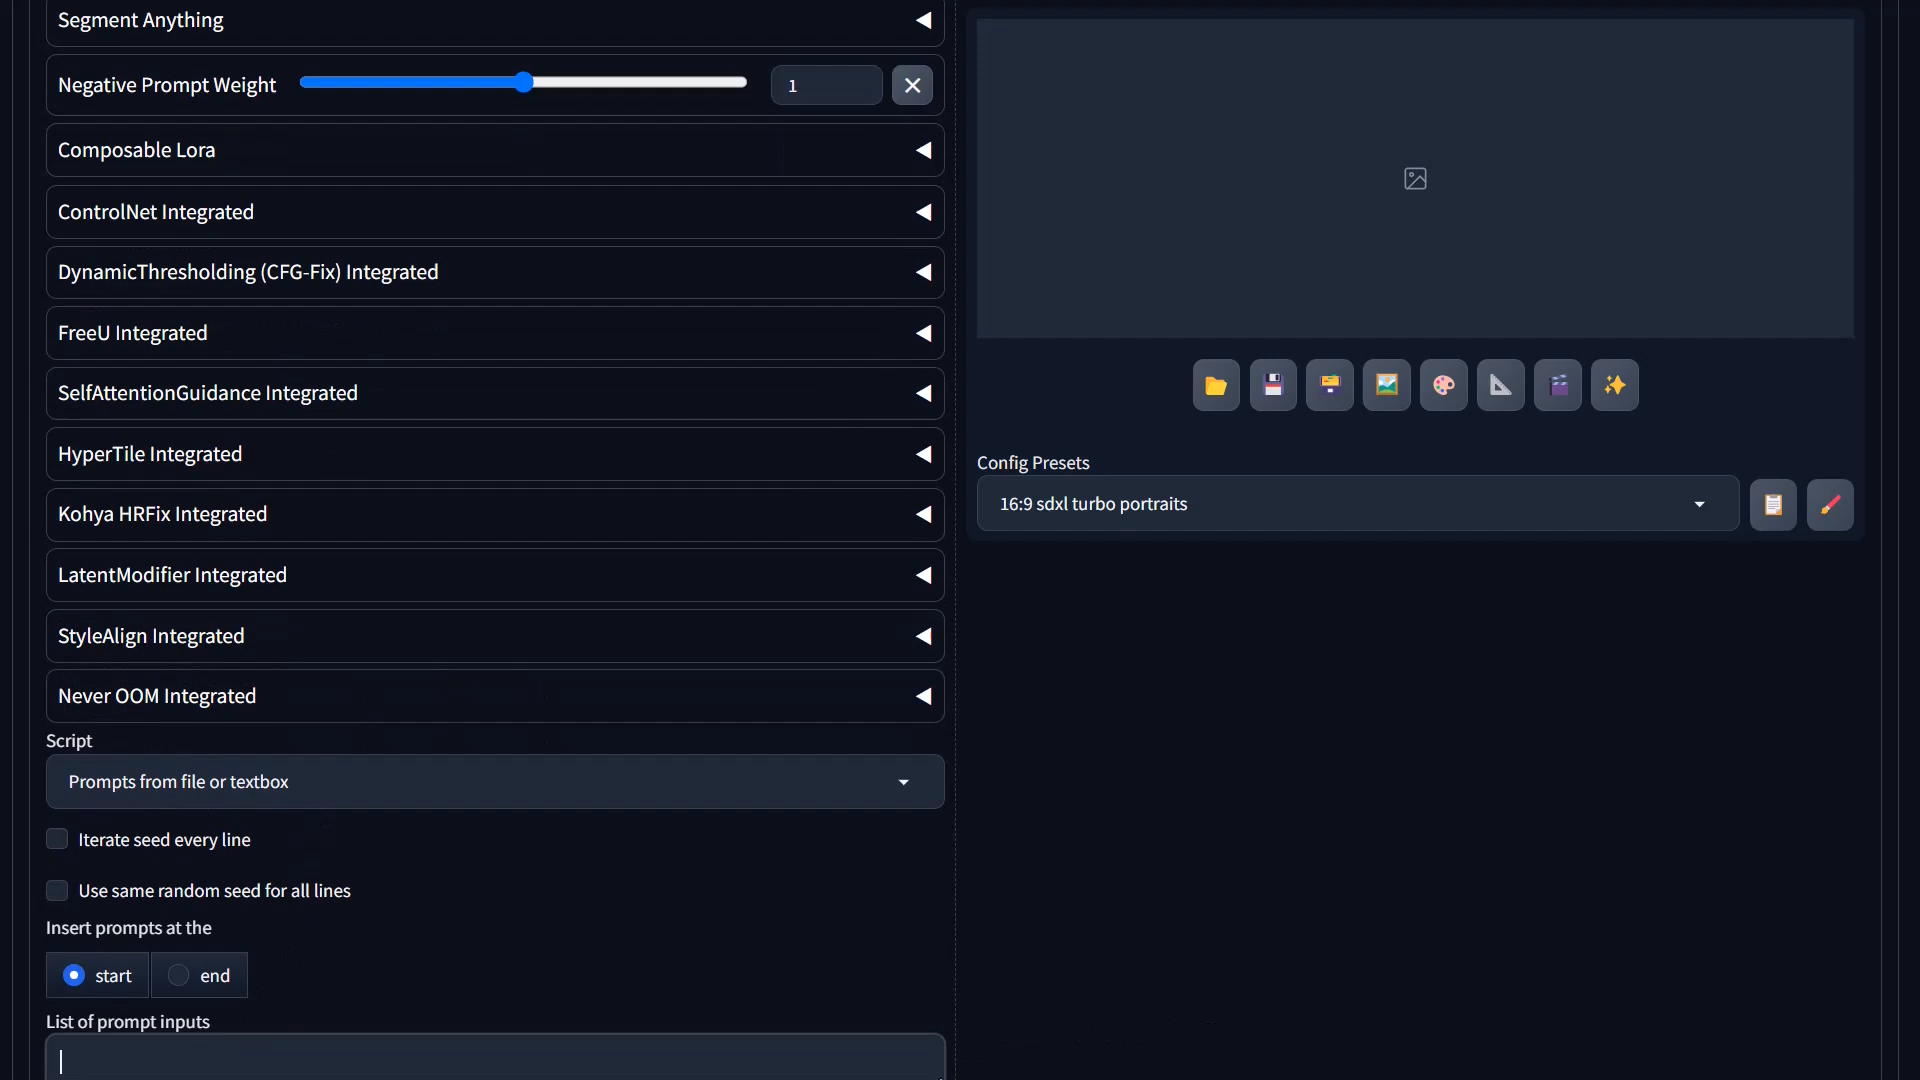 Segment Anything
Negative Prompt Weight
1
Composable Lora
ControlNet Integrated
DynamicThresholding (CFG-Fix) Integrated
FreeU Integrated
SelfAttentionGuidance Integrated
HyperTile Integrated
Kohya HRFix Integrated
LatentModifier Integrated
StyleAlign Integrated
Never OOM Integrated
Script
Prompts from file or textbox
Iterate seed every line
Use same random seed for all lines
Insert prompts at the
start
end
List of prompt inputs
Config Presets
16:9 sdxl turbo portraits